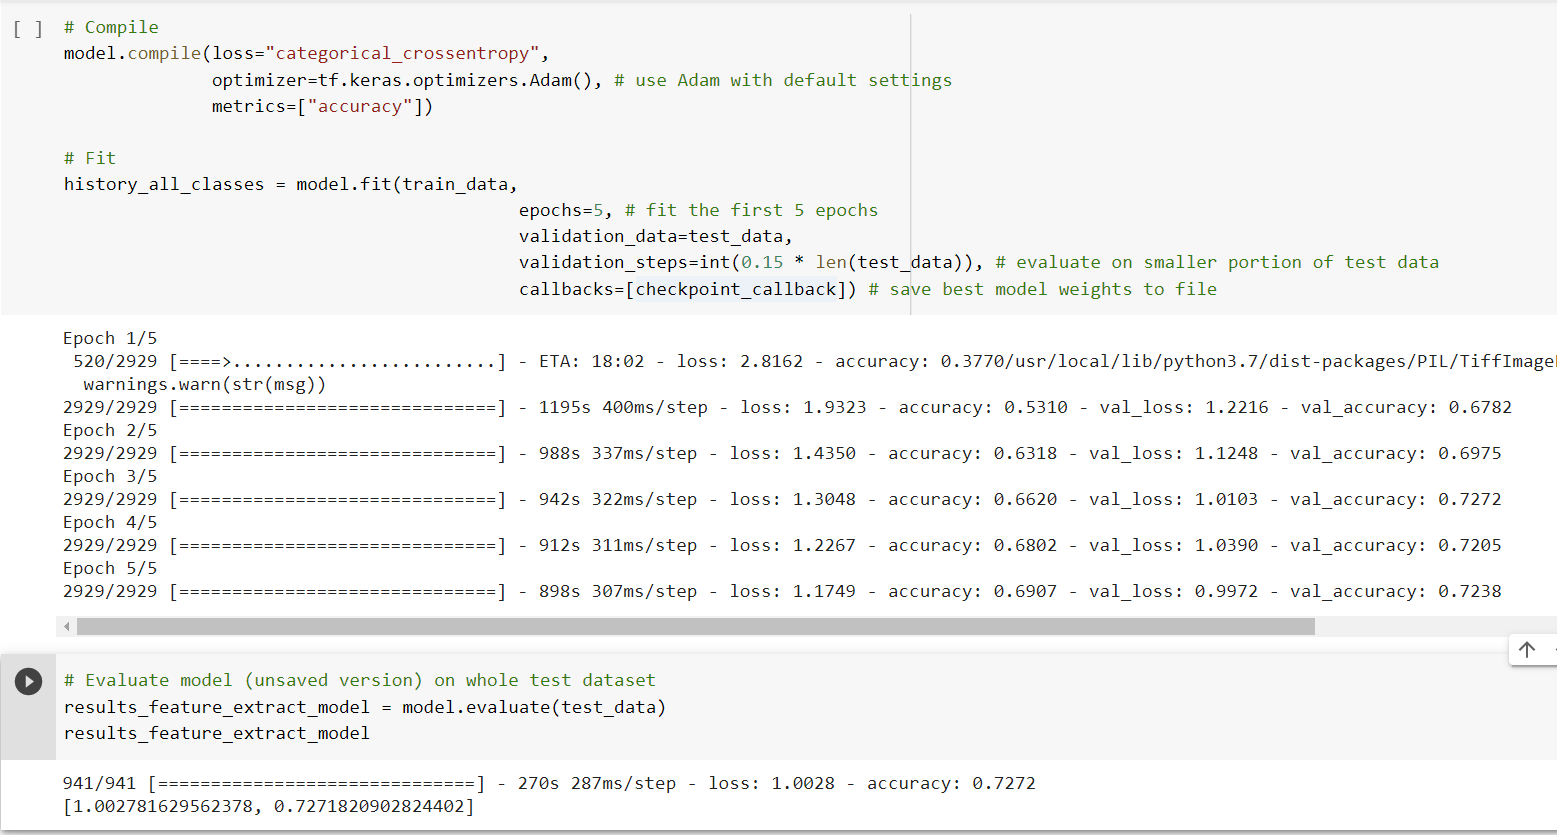 [ ] # Compile
model.compile(loss="categorical_crossentropy",
optimizer=tf.keras.optimizers.Adam(), # use Adam with default settings
metrics=["accuracy"])
# Fit
history_all_classes = model.fit(train_data,
epochs=5, # fit the first 5 epochs
validation_data=test_data,
validation_steps=int(0.15 * len(test_data)), # evaluate on smaller portion of test data
callbacks=[checkpoint_callback]) # save best model weights to file
Epoch 1/5
520/2929 [====>.........................] - ETA: 18:02 - loss: 2.8162 - accuracy: 0.3770/usr/local/lib/python3.7/dist-packages/PIL/TiffImage
warnings.warn(str(msg))
2929/2929 [==============================] - 1195s 400ms/step - loss: 1.9323 - accuracy: 0.5310 - val_loss: 1.2216 - val_accuracy: 0.6782
Epoch 2/5
2929/2929 [==============================] - 988s 337ms/step - loss: 1.4350 - accuracy: 0.6318 - val_loss: 1.1248 - val_accuracy: 0.6975
Epoch 3/5
2929/2929 [==============================] - 942s 322ms/step - loss: 1.3048 - accuracy: 0.6620 - val_loss: 1.0103 - val_accuracy: 0.7272
Epoch 4/5
2929/2929 [==============================] - 912s 311ms/step - loss: 1.2267 - accuracy: 0.6802 - val_loss: 1.0390 - val_accuracy: 0.7205
Epoch 5/5
2929/2929 [==============================] - 898s 307ms/step - loss: 1.1749 - accuracy: 0.6907 - val_loss: 0.9972 - val_accuracy: 0.7238
# Evaluate model (unsaved version) on whole test dataset
results_feature_extract_model = model.evaluate(test_data)
results_feature_extract_model
941/941 [==============================] - 270s 287ms/step - loss: 1.0028 - accuracy: 0.7272
[1.002781629562378, 0.7271820902824402]